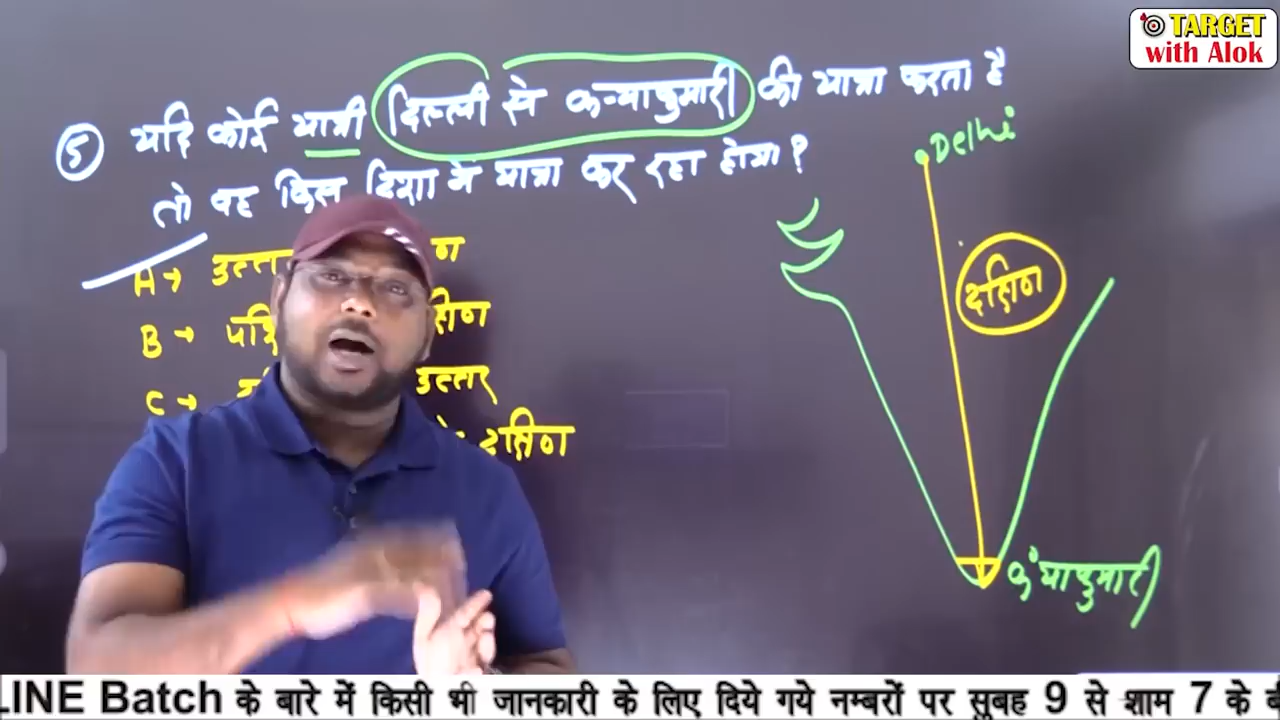 TARGET
with Alok
⑤ यदि कोई यात्री दिल्ली से कन्याकुमारी की यात्रा करता है
तो वह किस दिशा में यात्रा कर रहा होगा?
A→
B→
C→ उत्तर
दक्षिण
Delhi
दक्षिण
कन्याकुमारी
LINE Batch के बारे में किसी भी जानकारी के लिए दिये गये नम्बरों पर सुबह 9 से शाम 7 के